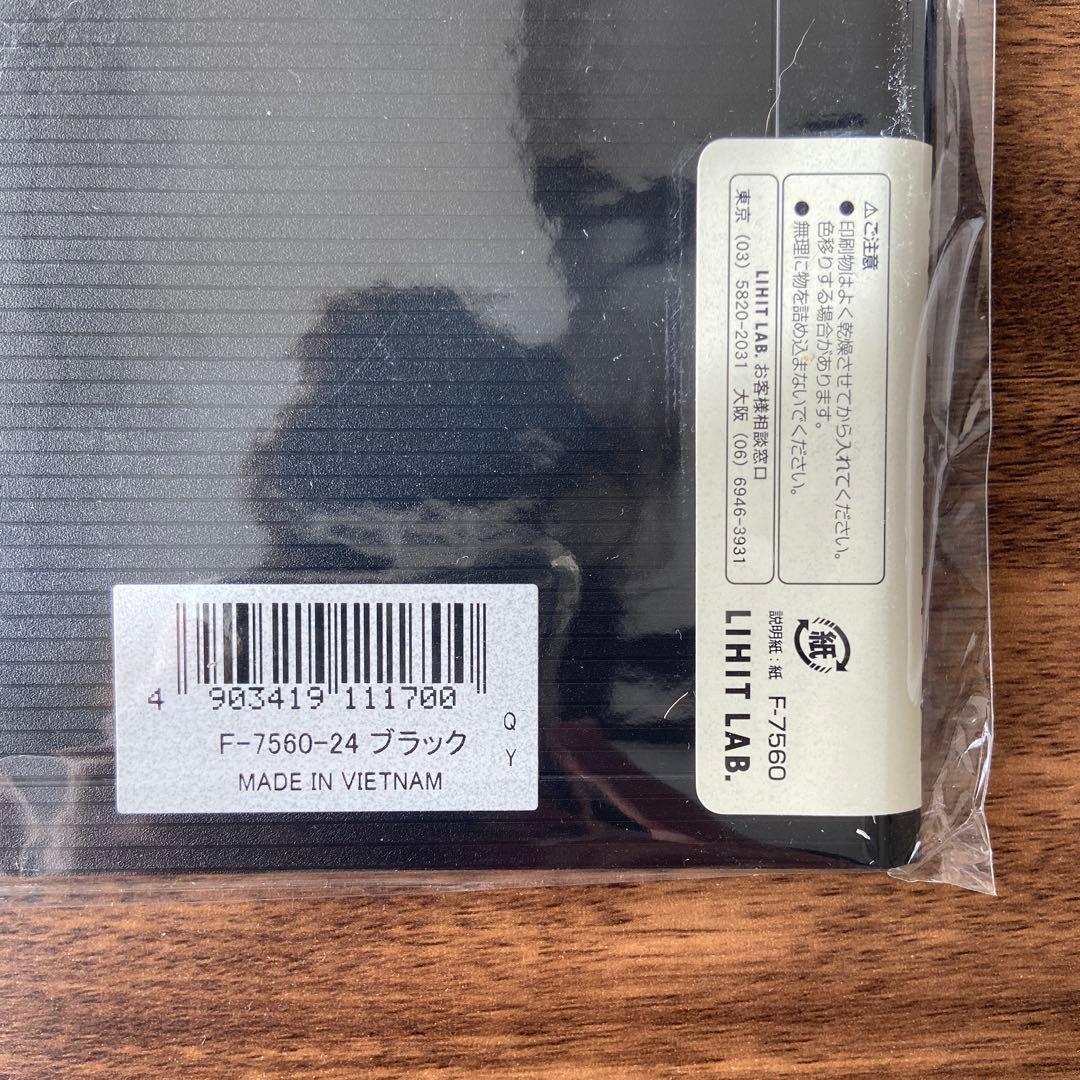 ⚠ご注意
● 印刷物はよく乾燥させてから入れてください。
色移りする場合があります。
● 無理に物を詰め込まないでください。
LIHIT LAB. お客様相談窓口
東京 (03) 5820-2031 大阪 (06) 6946-3931
紙
説明紙：紙 F-7560
LIHIT LAB.
4 903419 111700
F-7560-24 ブラック
MADE IN VIETNAM
Q
Y